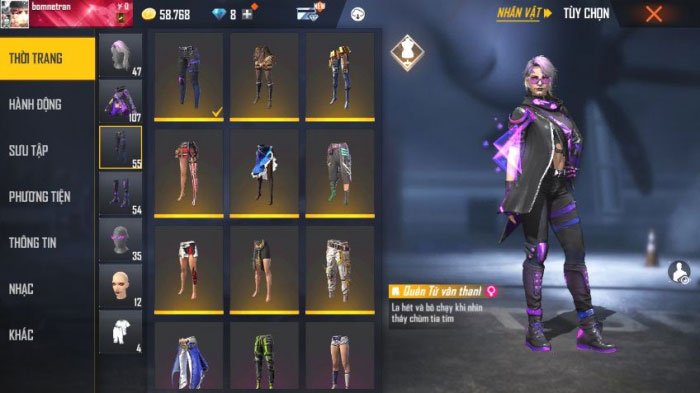 bomnetran
58.768
8
NEW
NHÂN VẬT
TÙY CHỌN
THỜI TRANG
HÀNH ĐỘNG
SƯU TẬP
PHƯƠNG TIỆN
THÔNG TIN
NHẠC
KHÁC
47
107
55
54
35
12
4
Quần Tử văn thanl
La hét và bỏ chạy khi nhìn
thấy chùm tia tím